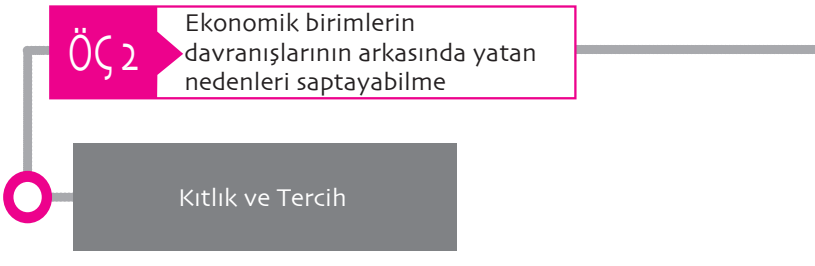 ÖÇ 2
Ekonomik birimlerin
davranışlarının arkasında yatan
nedenleri saptayabilme
Kıtlık ve Tercih